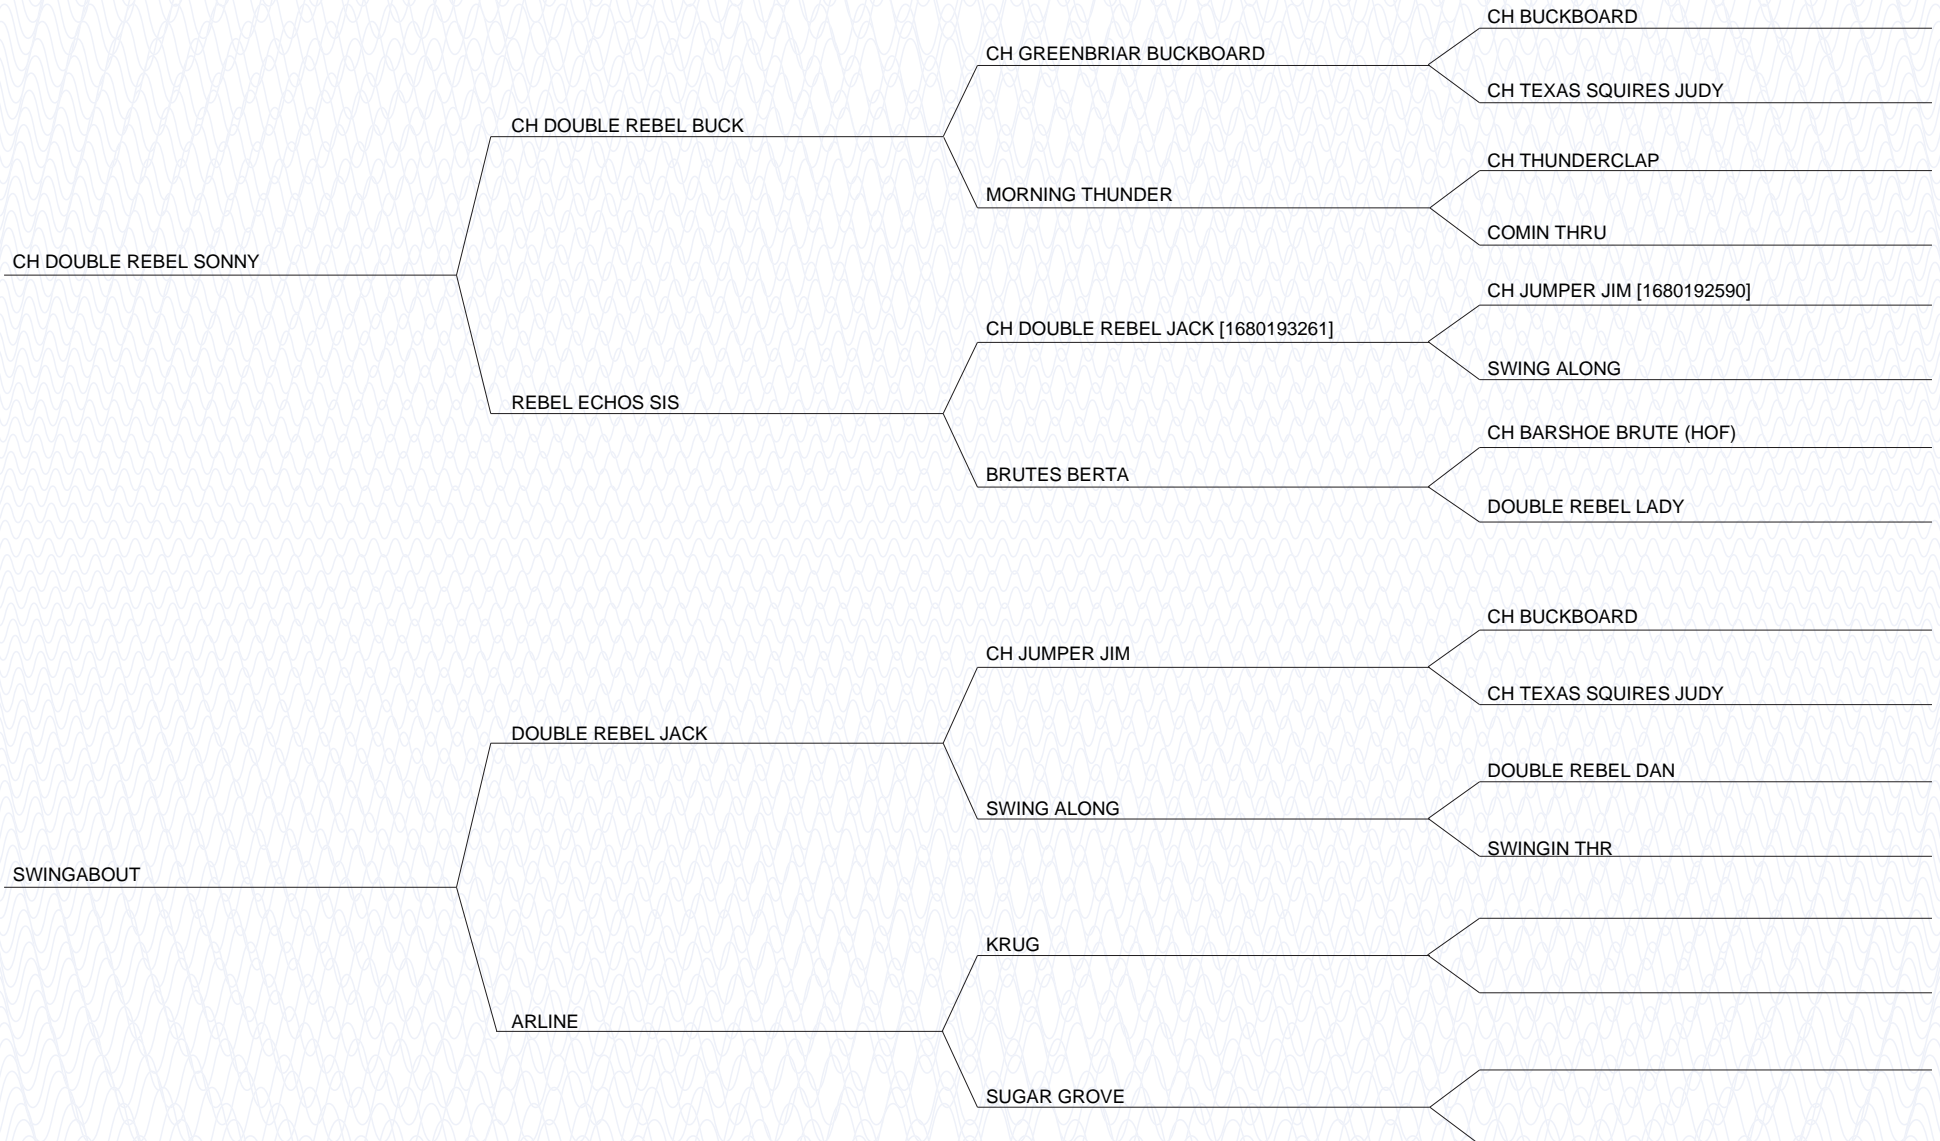 CH BUCKBOARD
CH GREENBRIAR BUCKBOARD
CH TEXAS SQUIRES JUDY
CH DOUBLE REBEL BUCK
CH THUNDERCLAP
MORNING THUNDER
COMIN THRU
CH DOUBLE REBEL SONNY
CH JUMPER JIM [1680192590]
CH DOUBLE REBEL JACK [1680193261]
SWING ALONG
REBEL ECHOS SIS
CH BARSHOE BRUTE (HOF)
BRUTES BERTA
DOUBLE REBEL LADY
CH BUCKBOARD
CH JUMPER JIM
CH TEXAS SQUIRES JUDY
DOUBLE REBEL JACK
DOUBLE REBEL DAN
SWING ALONG
SWINGIN THR
SWINGABOUT
KRUG
ARLINE
SUGAR GROVE